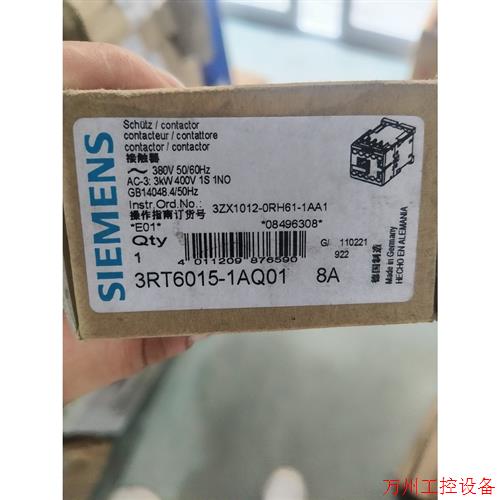 SIEMENS
Schütz / contactor
contacteur / contattore
contactor / contactor
接触器
~ 380V 50/60Hz
AC-3: 3kW 400V 1S 1NO
GB14048.4/50Hz
Instr.Ord.No.: 3ZX1012-0RH61-1AA1
操作指南订货号
*E01* *08496308*
Qty
1
G/ 110221
922
4 011209 876590
3RT6015-1AQ01 8A
德国制造
Made in Germany
HECHO EN ALEMANIA
万州工控设备